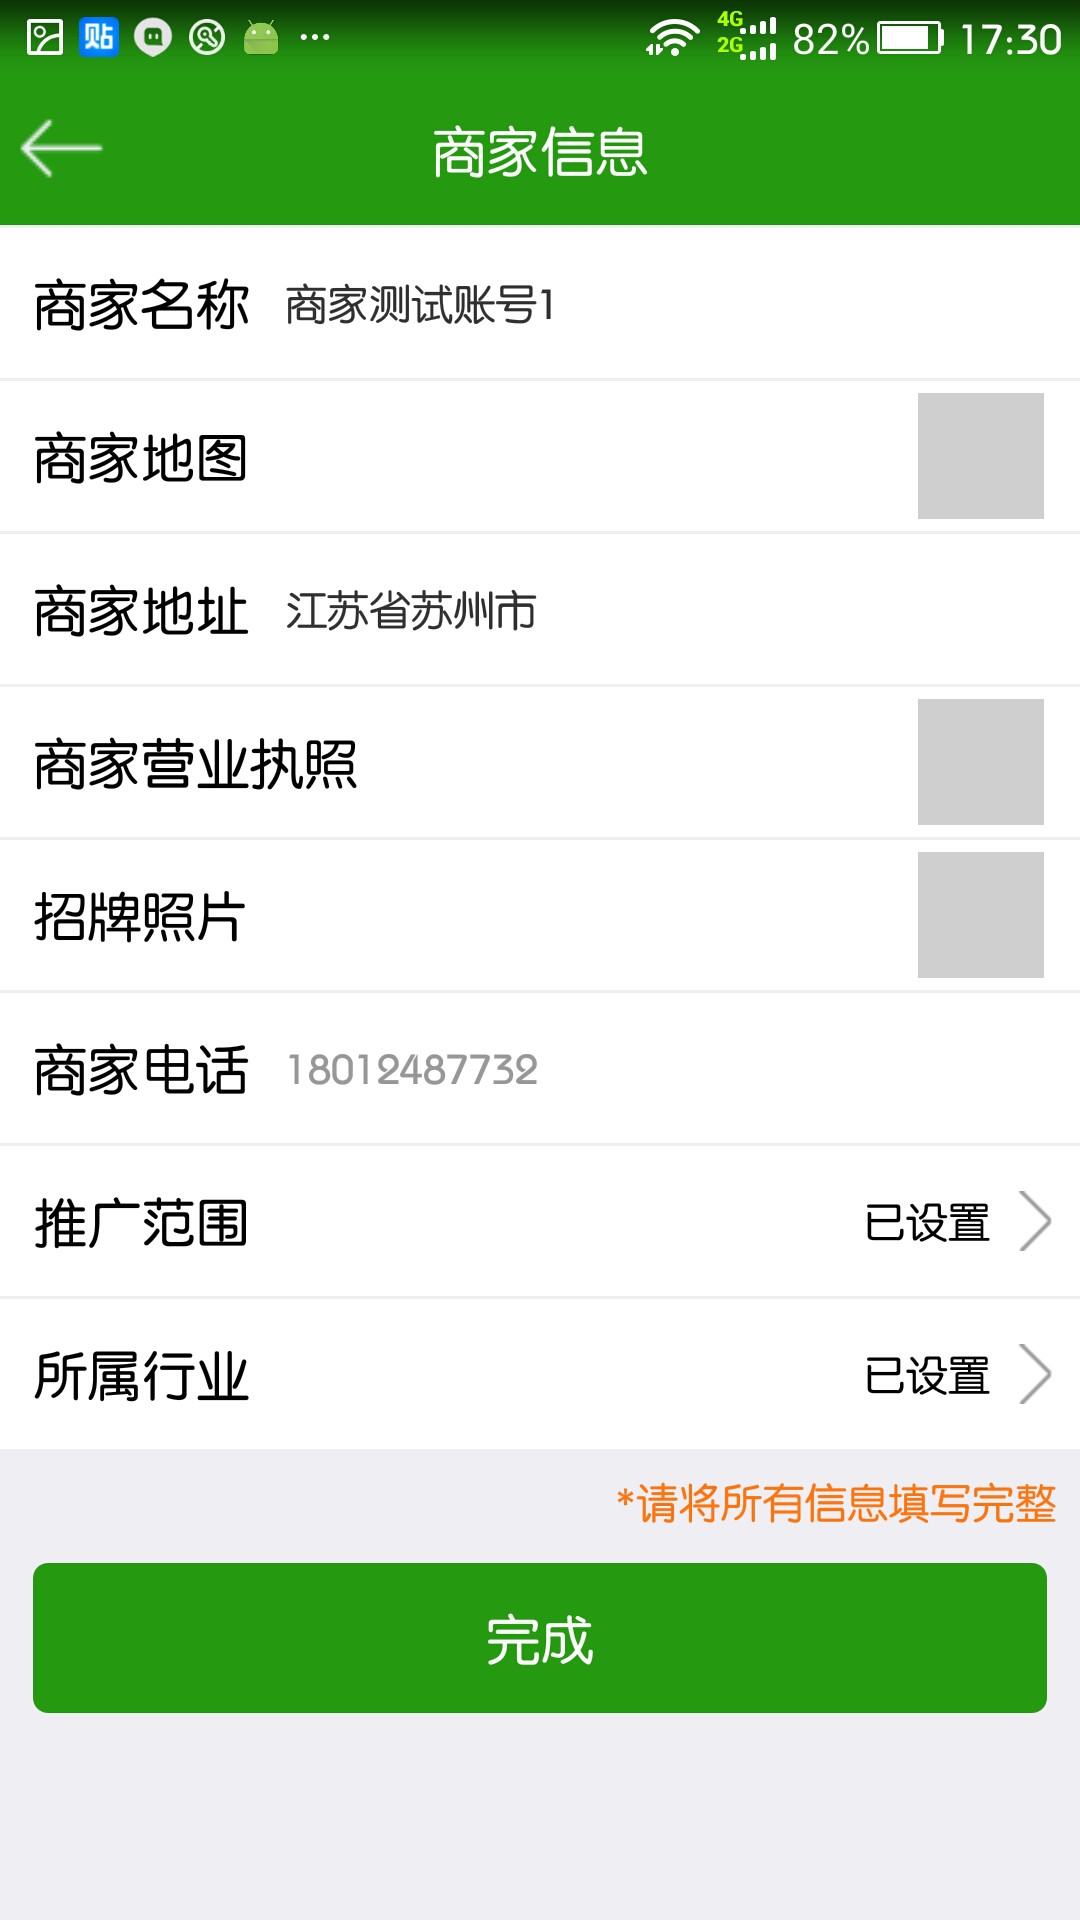 贴 4G 2G 82% 17:30
商家信息
商家名称 商家测试账号1
商家地图
商家地址 江苏省苏州市
商家营业执照
招牌照片
商家电话 18012487732
推广范围 已设置
所属行业 已设置
*请将所有信息填写完整
完成